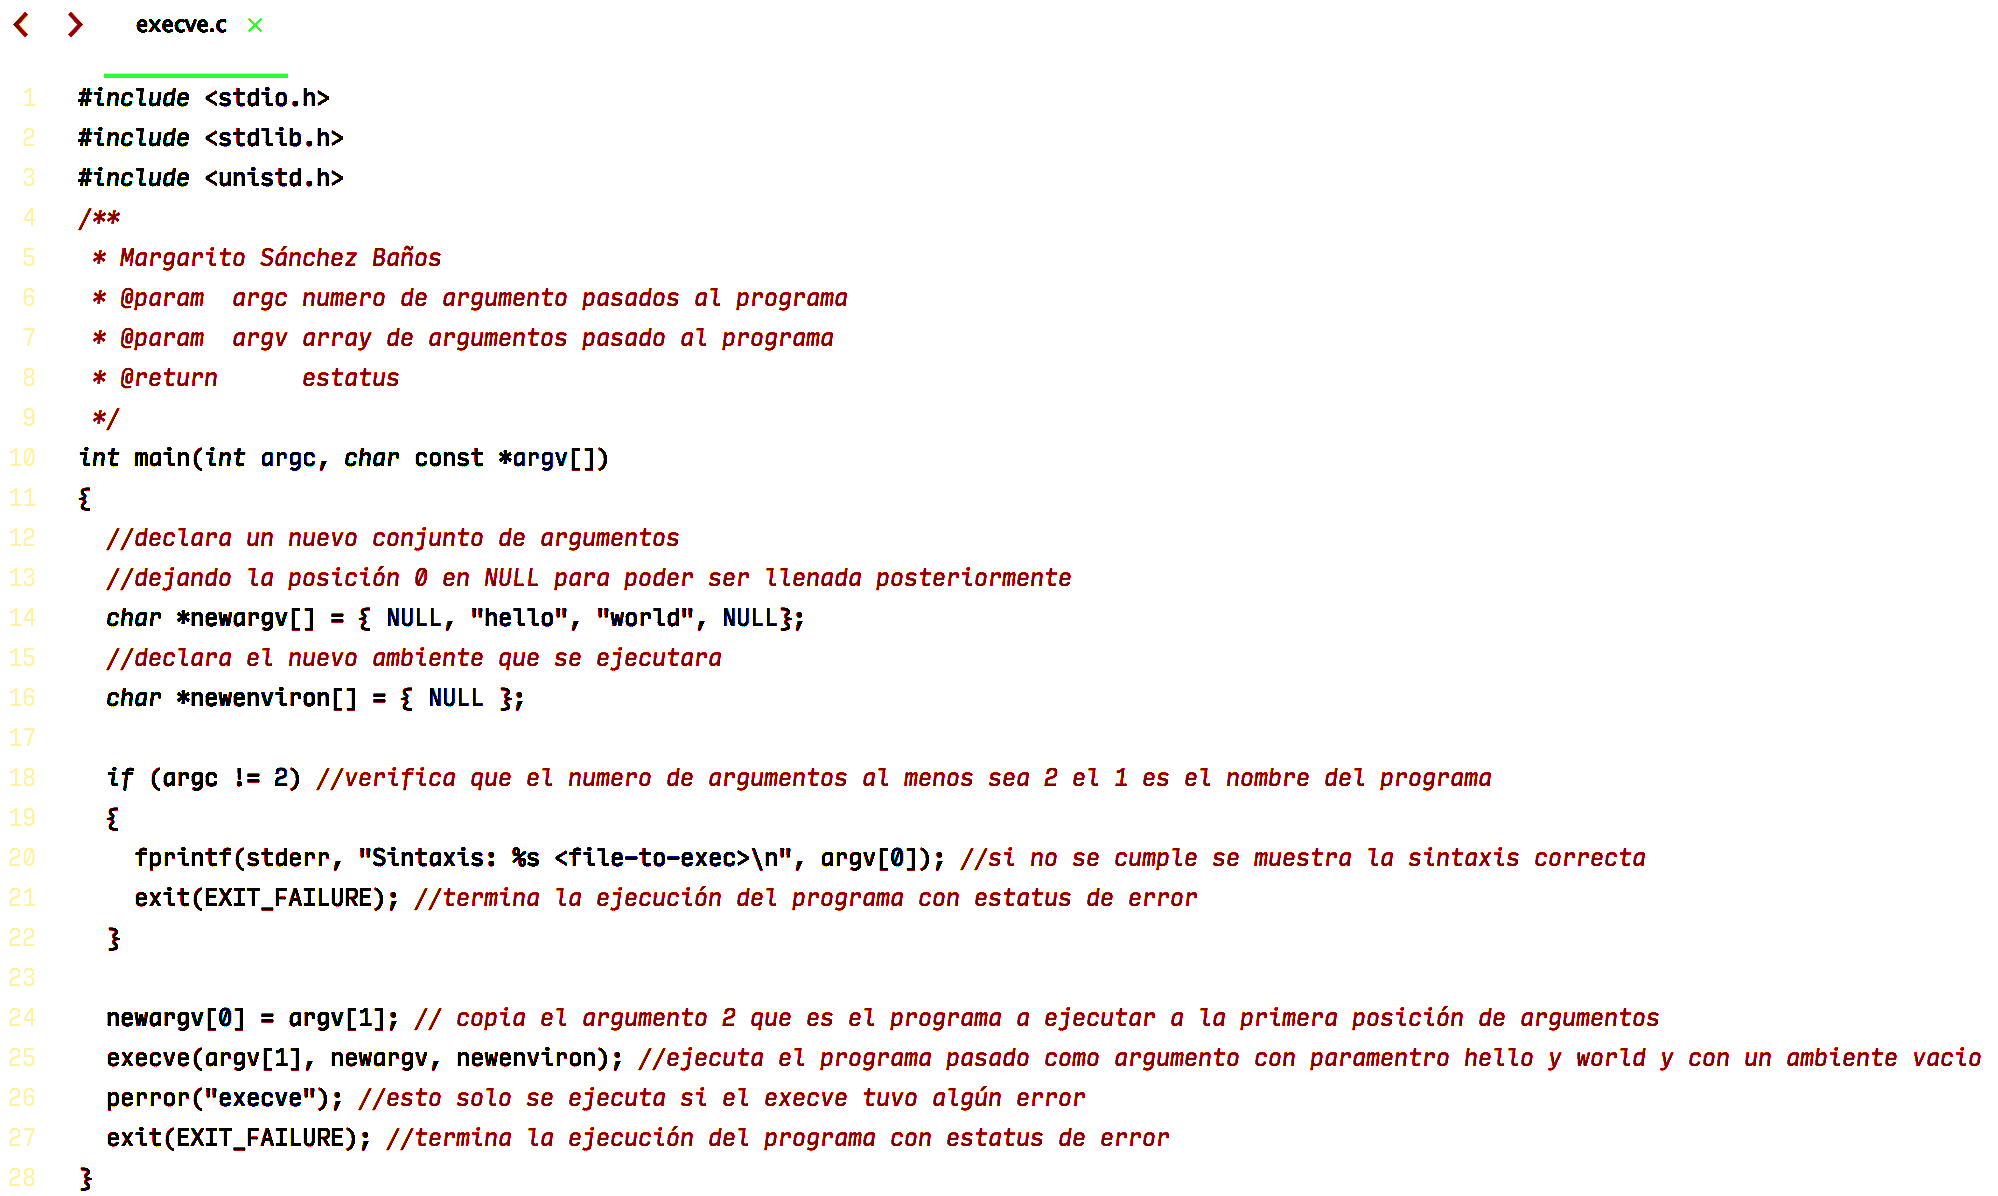 execve.c ×
1 #include <stdio.h>
2 #include <stdlib.h>
3 #include <unistd.h>
4 /**
5  * Margarito Sánchez Baños
6  * @param  argc numero de argumento pasados al programa
7  * @param  argv array de argumentos pasado al programa
8  * @return      estatus
9  */
10 int main(int argc, char const *argv[])
11 {
12   //declara un nuevo conjunto de argumentos
13   //dejando la posición 0 en NULL para poder ser llenada posteriormente
14   char *newargv[] = { NULL, "hello", "world", NULL};
15   //declara el nuevo ambiente que se ejecutara
16   char *newenviron[] = { NULL };
17
18   if (argc != 2) //verifica que el numero de argumentos al menos sea 2 el 1 es el nombre del programa
19   {
20     fprintf(stderr, "Sintaxis: %s <file-to-exec>\n", argv[0]); //si no se cumple se muestra la sintaxis correcta
21     exit(EXIT_FAILURE); //termina la ejecución del programa con estatus de error
22   }
23
24   newargv[0] = argv[1]; // copia el argumento 2 que es el programa a ejecutar a la primera posición de argumentos
25   execve(argv[1], newargv, newenviron); //ejecuta el programa pasado como argumento con paramentro hello y world y con un ambiente vacio
26   perror("execve"); //esto solo se ejecuta si el execve tuvo algún error
27   exit(EXIT_FAILURE); //termina la ejecución del programa con estatus de error
28 }